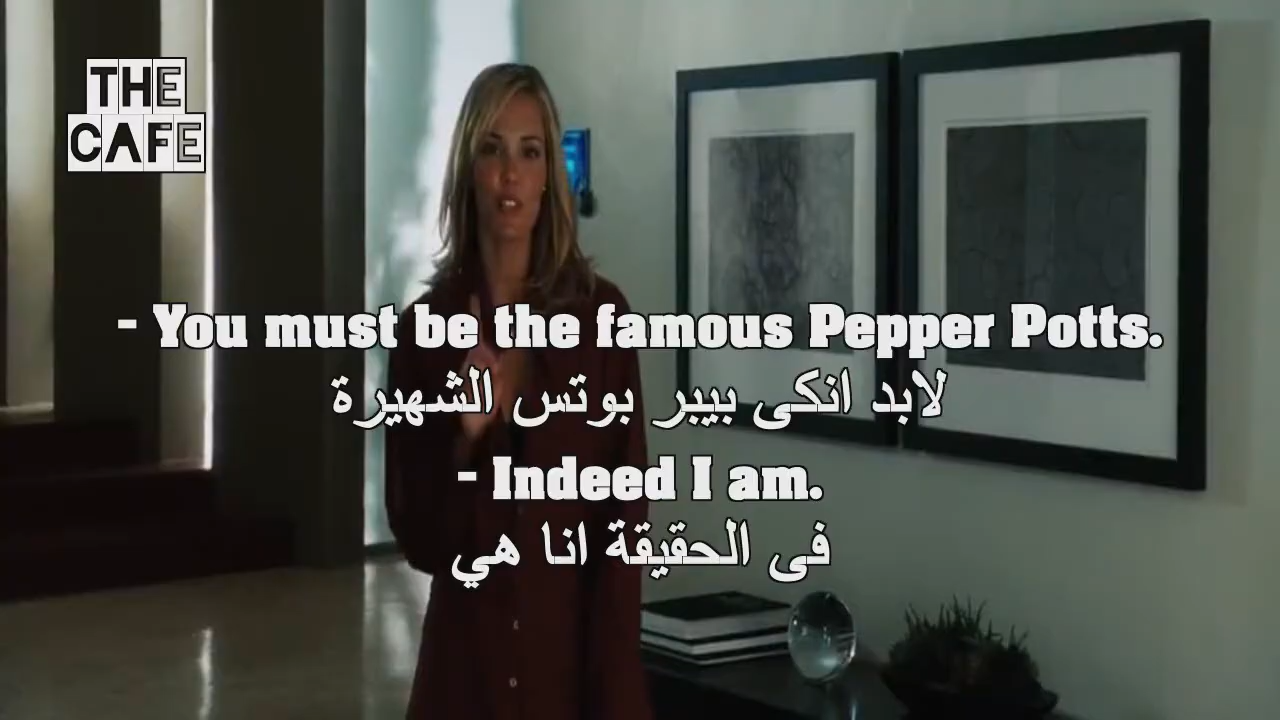 THE
CAFE
- You must be the famous Pepper Potts.
لابد انكى بيبر بوتس الشهيرة
- Indeed I am.
فى الحقيقة انا هي